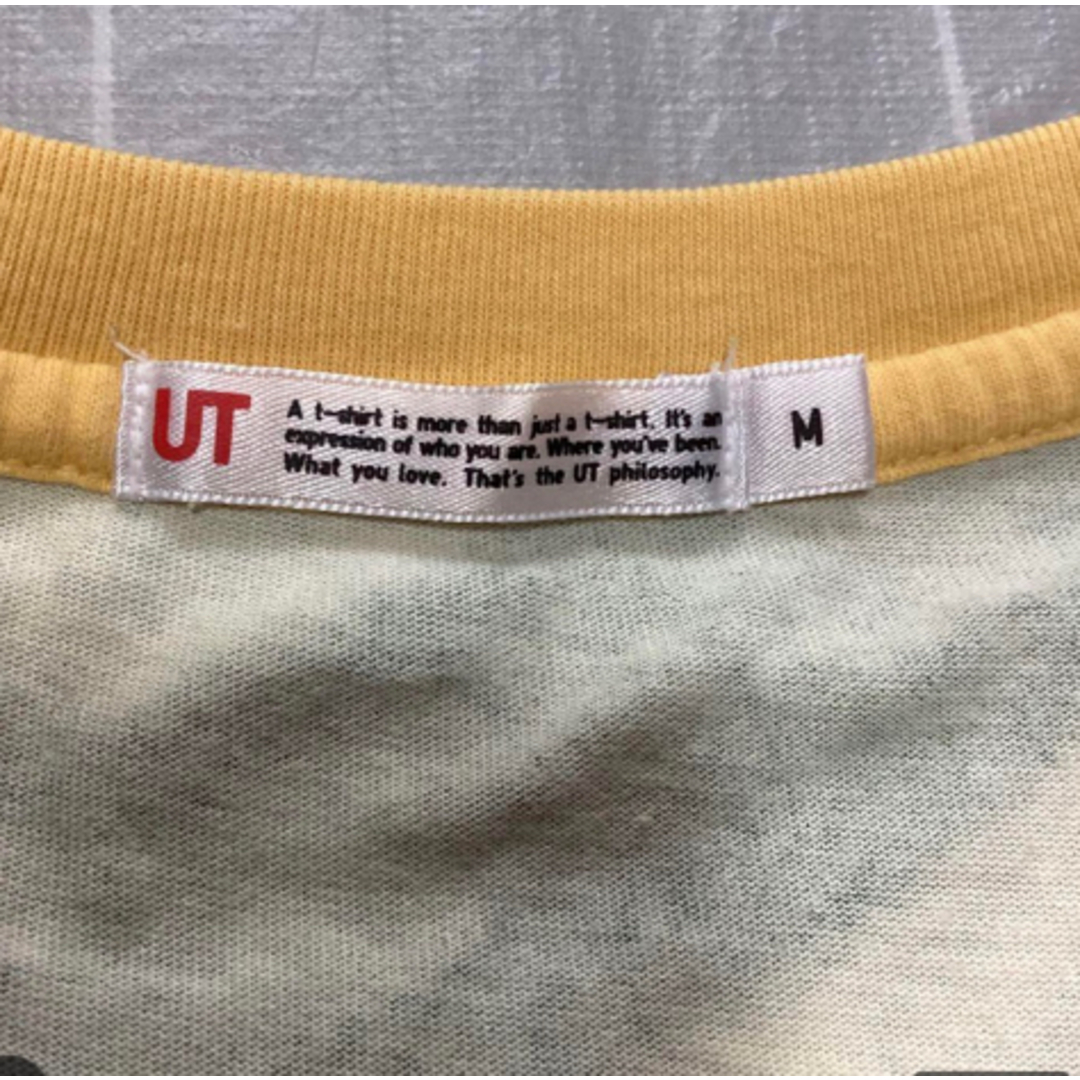 UT
A t-shirt is more than just a t-shirt. It's an
expression of who you are. Where you've been.
What you love. That's the UT philosophy.
M